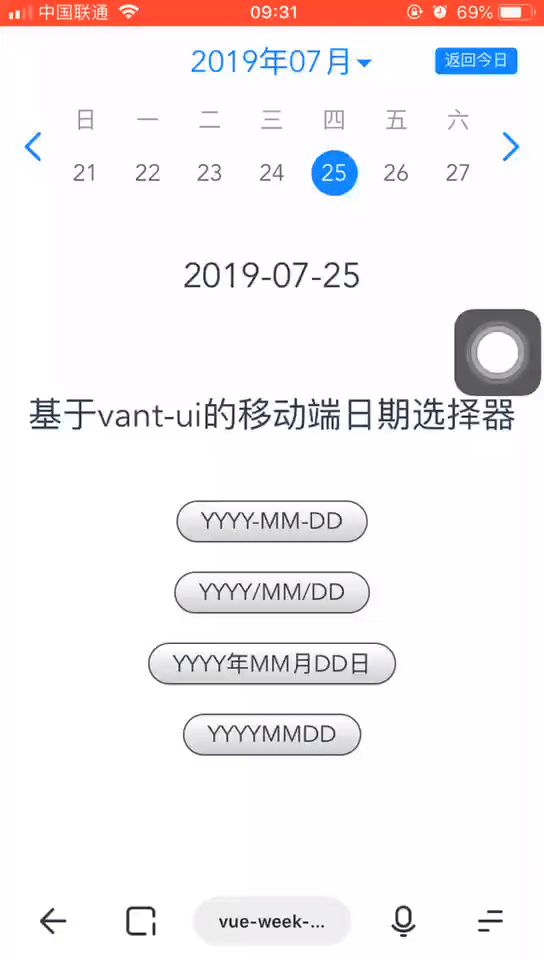 中国联通 09:31 69%
2019年07月 返回今日
日 一 二 三 四 五 六
21 22 23 24 25 26 27
2019-07-25
基于vant-ui的移动端日期选择器
YYYY-MM-DD
YYYY/MM/DD
YYYY年MM月DD日
YYYYMMDD
vue-week-...